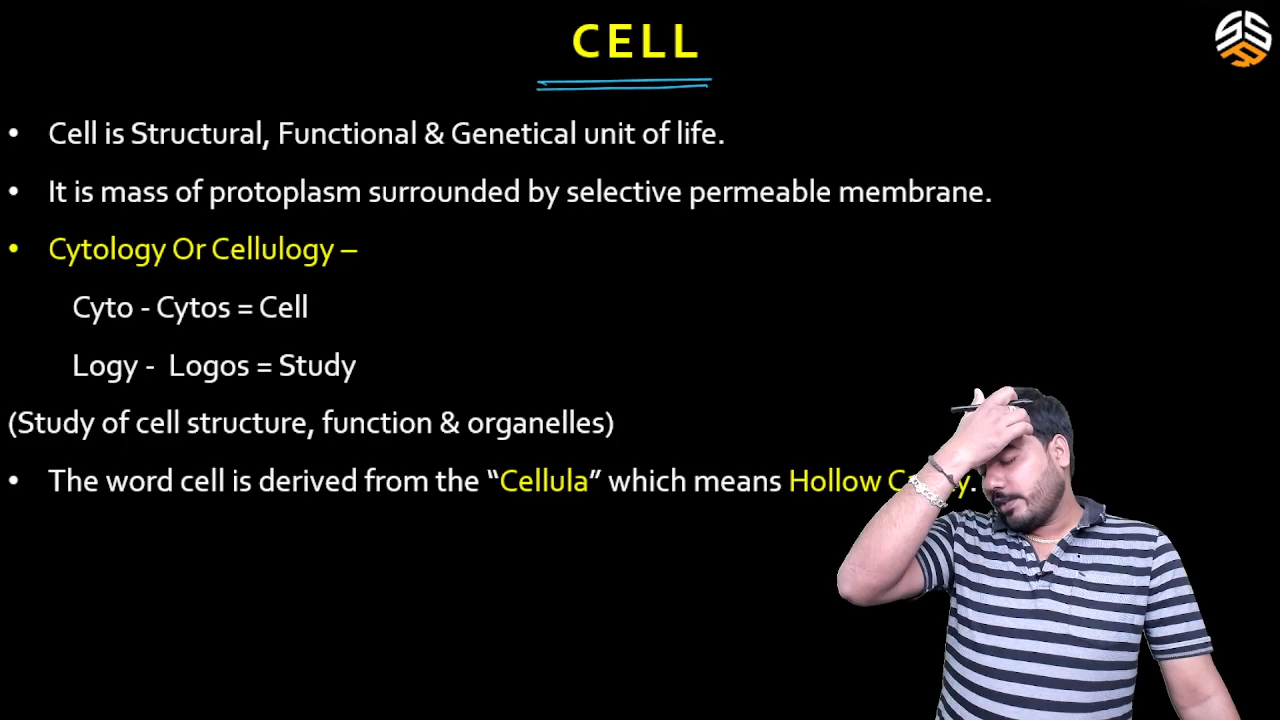 CELL
• Cell is Structural, Functional & Genetical unit of life.
• It is mass of protoplasm surrounded by selective permeable membrane.
• Cytology Or Cellulogy –
Cyto - Cytos = Cell
Logy - Logos = Study
(Study of cell structure, function & organelles)
• The word cell is derived from the “Cellula” which means Hollow